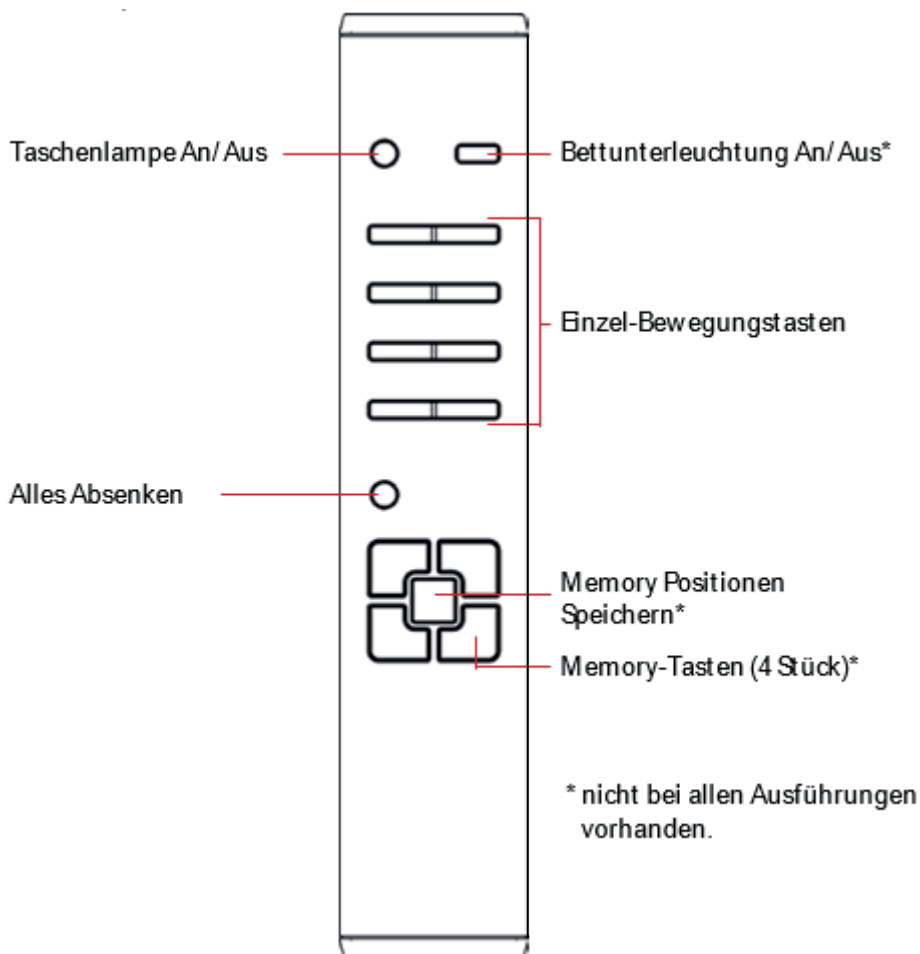 Taschenlampe An/Aus
Bettunterleuchtung An/Aus*
Einzel-Bewegungstasten
Alles Absenken
Memory Positionen
Speichern*
Memory-Tasten (4 Stück)*
* nicht bei allen Ausführungen
vorhanden.